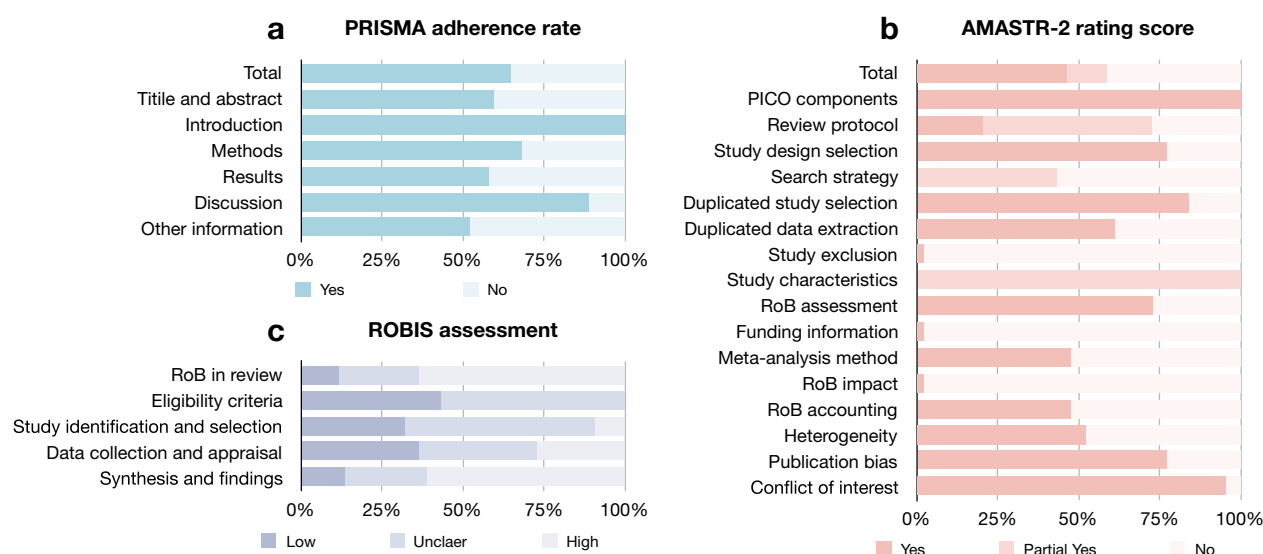 a PRISMA adherence rate
Total
Titile and abstract
Introduction
Methods
Results
Discussion
Other information
0% 25% 50% 75% 100%
Yes No
c ROBIS assessment
RoB in review
Eligibility criteria
Study identification and selection
Data collection and appraisal
Synthesis and findings
0% 25% 50% 75% 100%
Low Unclaer High
b AMASTR-2 rating score
Total
PICO components
Review protocol
Study design selection
Search strategy
Duplicated study selection
Duplicated data extraction
Study exclusion
Study characteristics
RoB assessment
Funding information
Meta-analysis method
RoB impact
RoB accounting
Heterogeneity
Publication bias
Conflict of interest
0% 25% 50% 75% 100%
Yes Partial Yes No